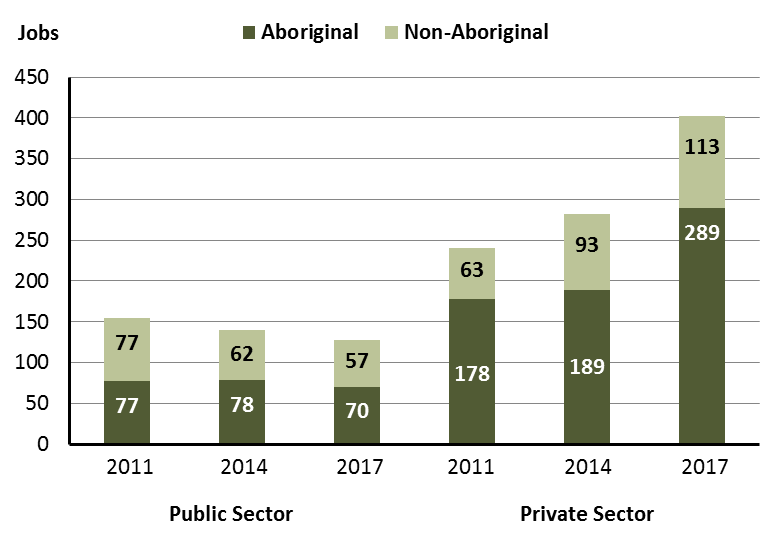 Jobs
Aboriginal Non-Aboriginal
450
400
350
300
250
200
150
100
50
0
77 62 57 63 93 113
77 78 70 178 189 289
2011 2014 2017 2011 2014 2017
Public Sector Private Sector